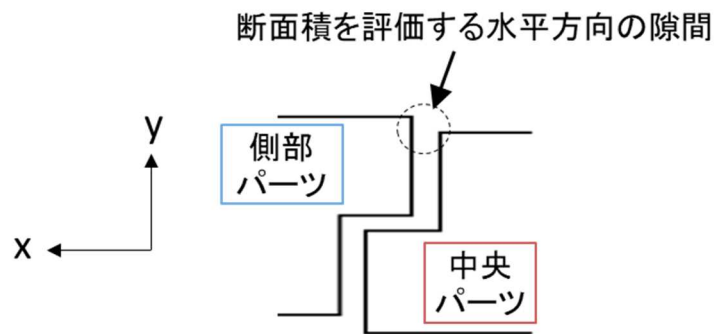 断面積を評価する水平方向の隙間
y
側部
パーツ
x
中央
パーツ